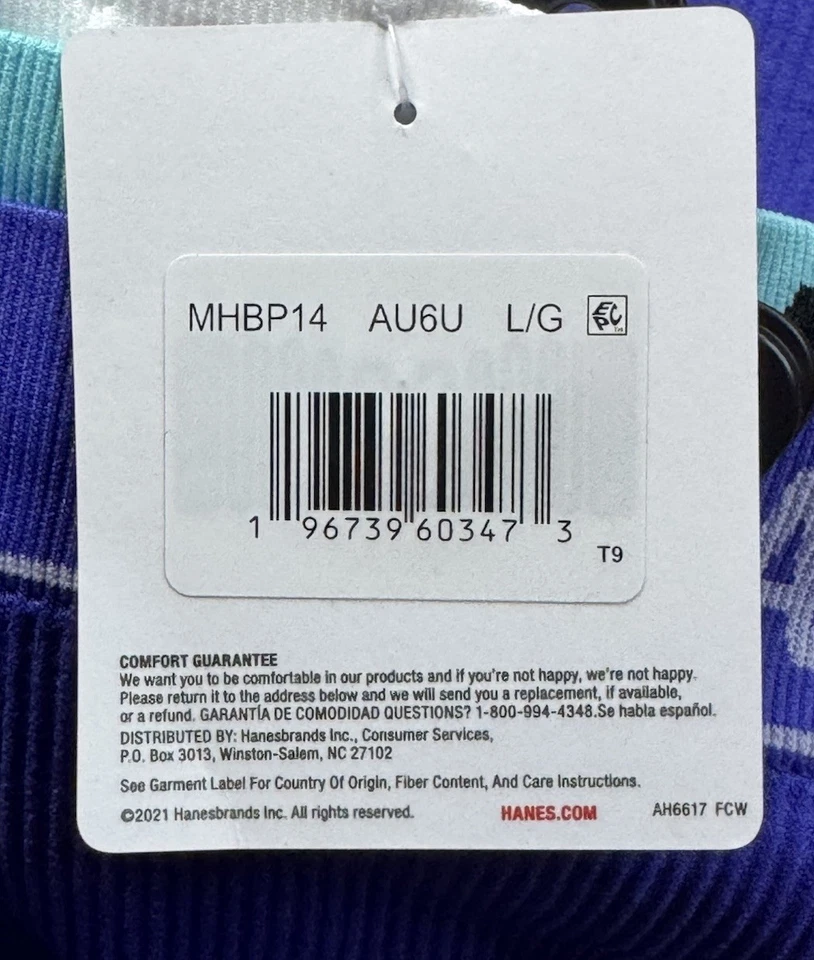 MHBP14 AU6U L/G EPC
1 96739 60347 3
T9
COMFORT GUARANTEE
We want you to be comfortable in our products and if you're not happy, we're not happy.
Please return it to the address below and we will send you a replacement, if available,
or a refund. GARANTÍA DE COMODIDAD QUESTIONS? 1-800-994-4348.Se habla español.
DISTRIBUTED BY: Hanesbrands Inc., Consumer Services,
P.O. Box 3013, Winston-Salem, NC 27102
See Garment Label For Country Of Origin, Fiber Content, And Care Instructions.
©2021 Hanesbrands Inc. All rights reserved. HANES.COM AH6617 FCW